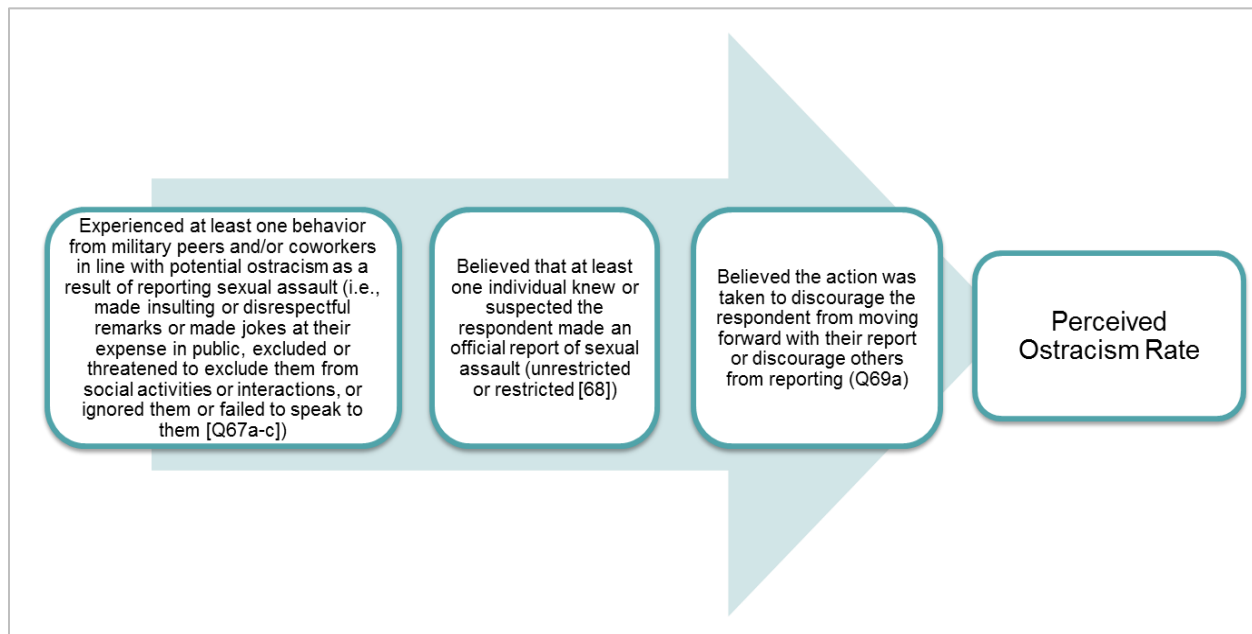 Experienced at least one behavior
from military peers and/or coworkers
in line with potential ostracism as a
result of reporting sexual assault (i.e.,
made insulting or disrespectful
remarks or made jokes at their
expense in public, excluded or
threatened to exclude them from
social activities or interactions, or
ignored them or failed to speak to
them [Q67a-c])
Believed that at least
one individual knew or
suspected the
respondent made an
official report of sexual
assault (unrestricted
or restricted [68])
Believed the action was
taken to discourage the
respondent from moving
forward with their report
or discourage others
from reporting (Q69a)
Perceived
Ostracism Rate